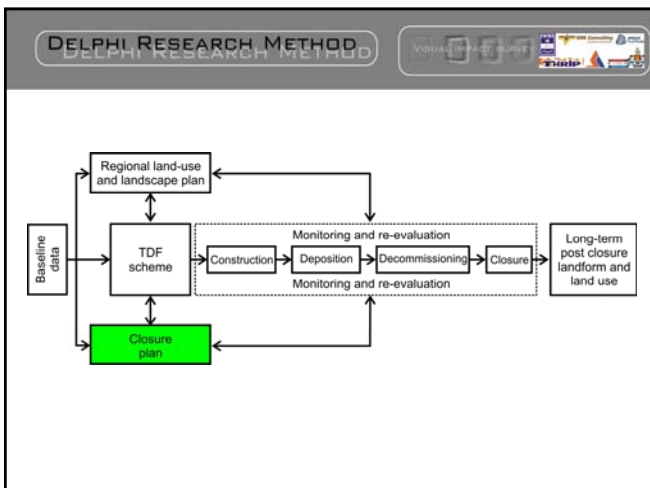 DELPHI RESEARCH METHOD
VISUAL IMPACT SURVEY
THRIP
Regional land-use
and landscape plan
Baseline
data
TDF
scheme
Monitoring and re-evaluation
Construction
Deposition
Decommissioning
Closure
Monitoring and re-evaluation
Long-term
post closure
landform and
land use
Closure
plan